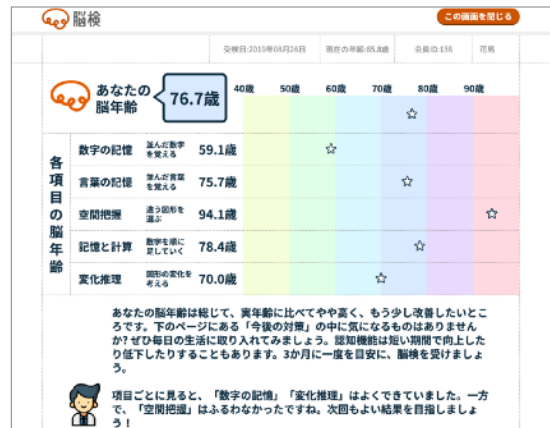 脳検
この画面を閉じる
受検日:2019年08月26日 現在の年齢:65.8歳 会員ID:136 花島
あなたの
脳年齢
76.7歳
40歳 50歳 60歳 70歳 80歳 90歳
各項目の脳年齢
数字の記憶 並んだ数字
を覚える 59.1歳
言葉の記憶 並んだ言葉
を覚える 75.7歳
空間把握 違う図形を
選ぶ 94.1歳
記憶と計算 数字を順に
足していく 78.4歳
変化推理 図形の変化を
考える 70.0歳
あなたの脳年齢は総じて、実年齢に比べてやや高く、もう少し改善したいとこ
ろです。下のページにある「今後の対策」の中に気になるものはありません
か? ぜひ毎日の生活に取り入れてみましょう。認知機能は短い期間で向上した
り低下したりすることもあります。3か月に一度を目安に、脳検を受けましょ
う。
項目ごとに見ると、「数字の記憶」「変化推理」はよくできていました。一方
で、「空間把握」はふるわなかったですね。次回もよい結果を目指しましょ
う！